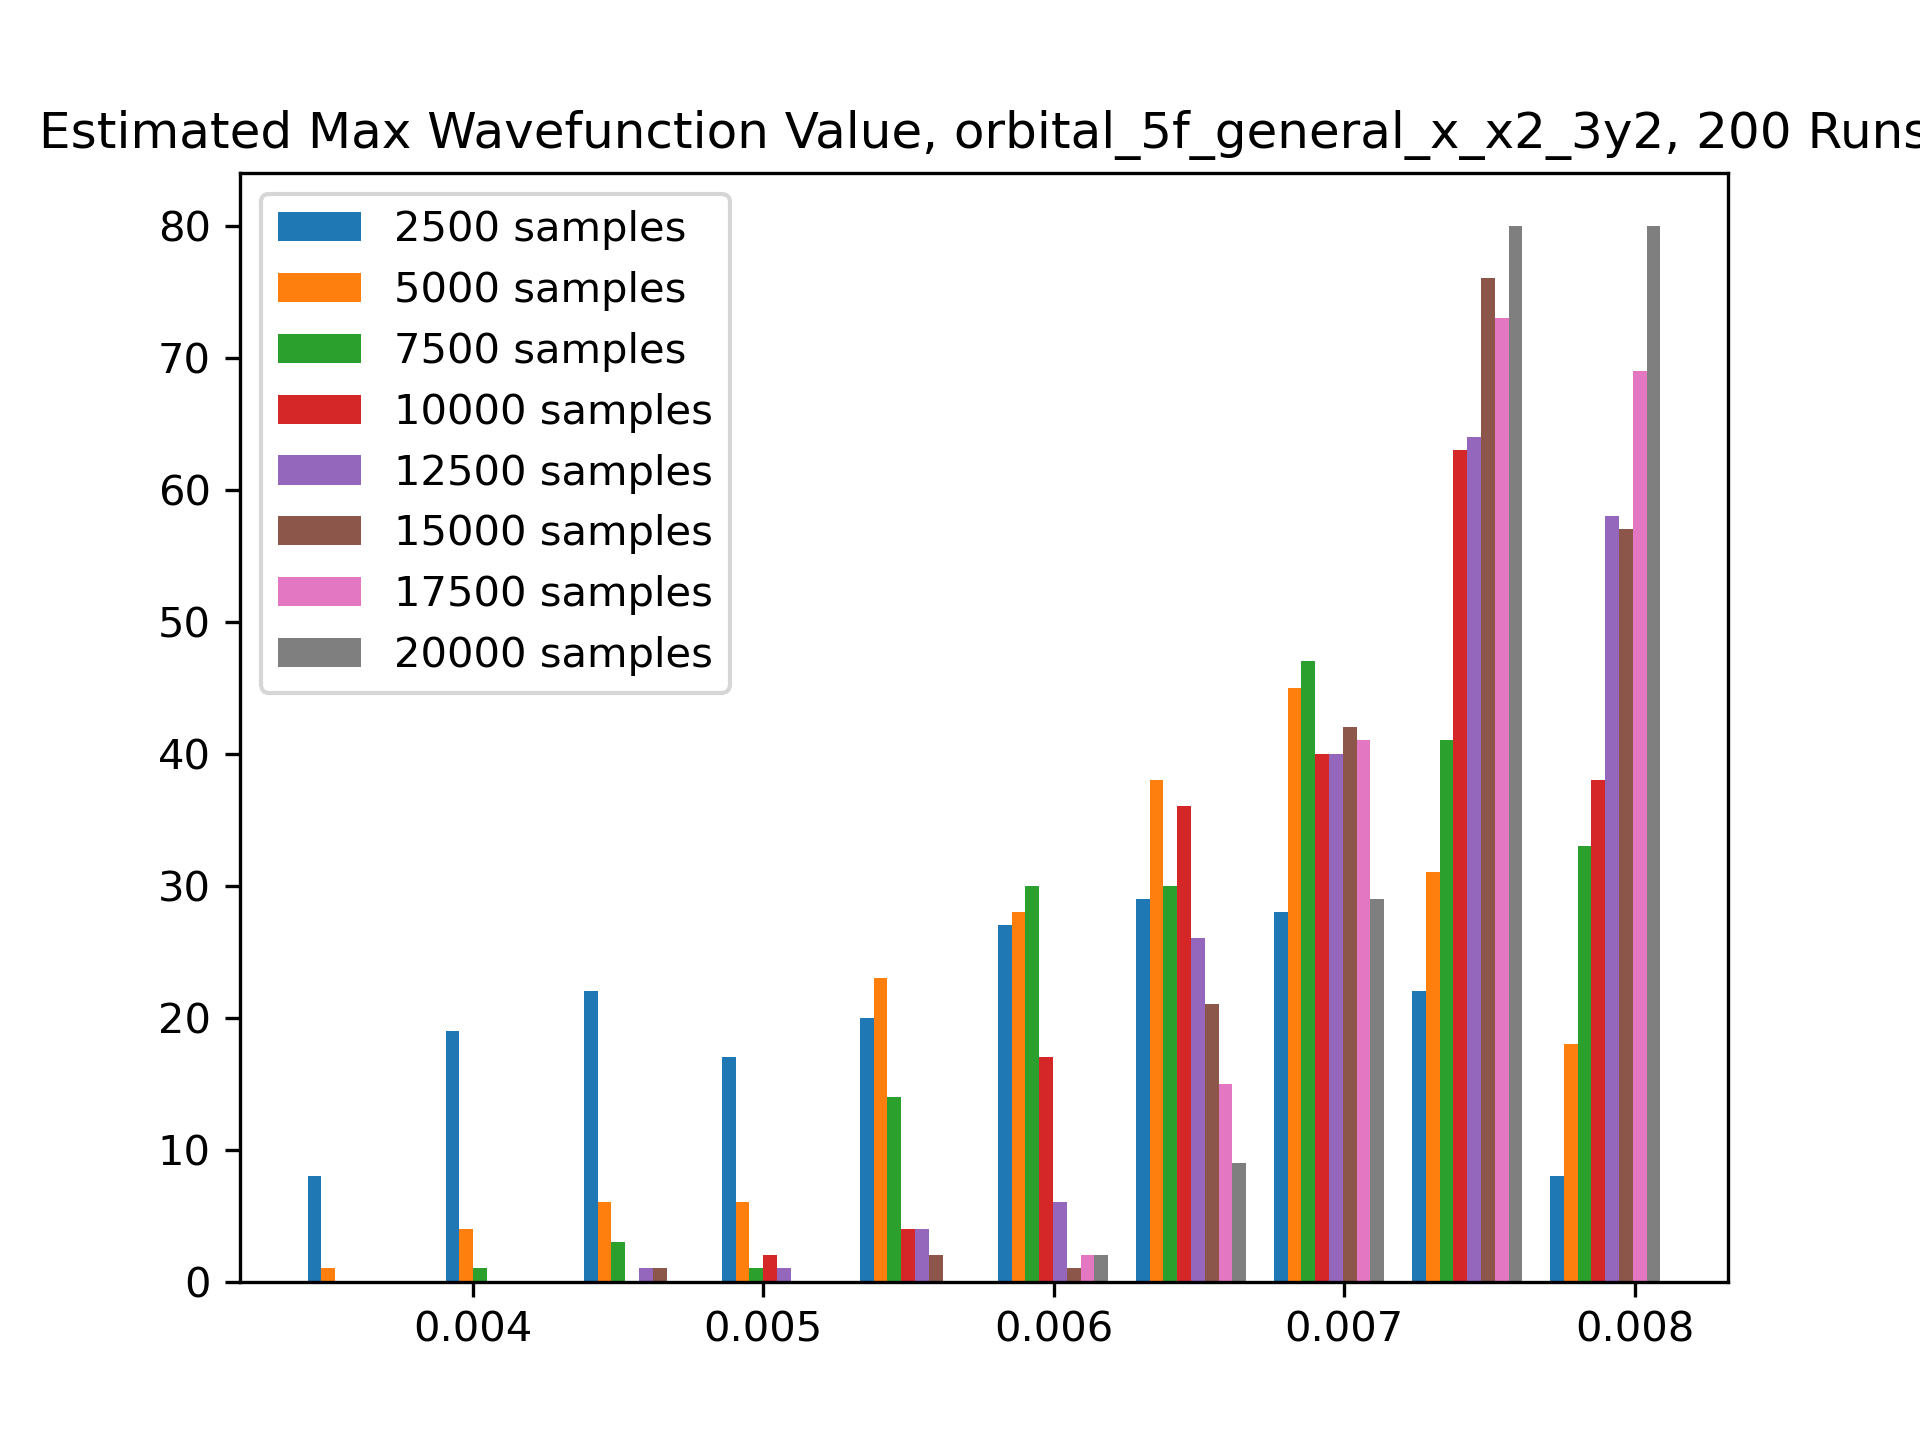 Estimated Max Wavefunction Value, orbital_5f_general_x_x2_3y2, 200 Runs
2500 samples
5000 samples
7500 samples
10000 samples
12500 samples
15000 samples
17500 samples
20000 samples
80
70
60
50
40
30
20
10
0
0.004 0.005 0.006 0.007 0.008